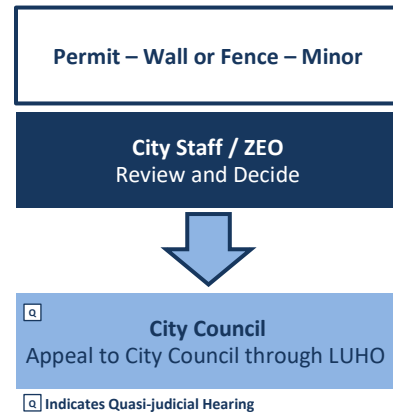 Permit – Wall or Fence – Minor
City Staff / ZEO
Review and Decide
Q
City Council
Appeal to City Council through LUHO
Q Indicates Quasi-judicial Hearing